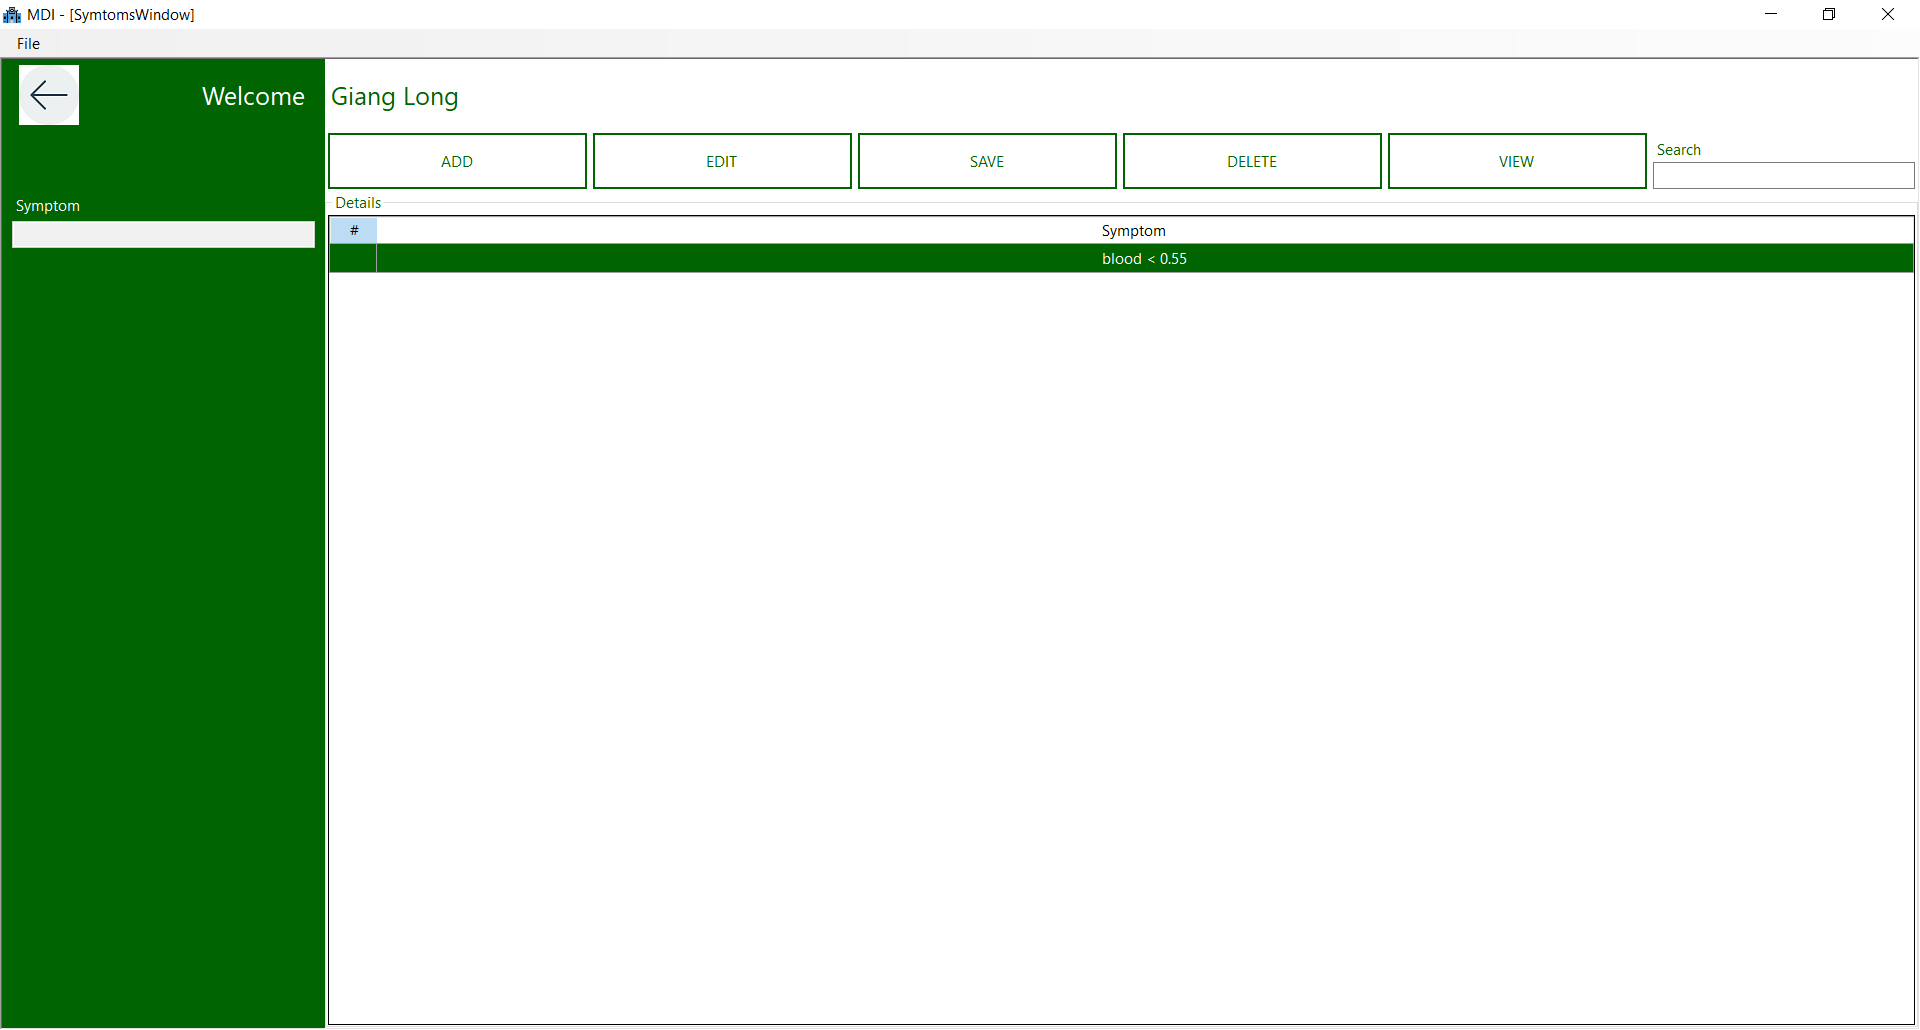 MDI - [SymtomsWindow]
File
Welcome Giang Long
ADD EDIT SAVE DELETE VIEW Search
Symptom
Details
# Symptom
blood < 0.55